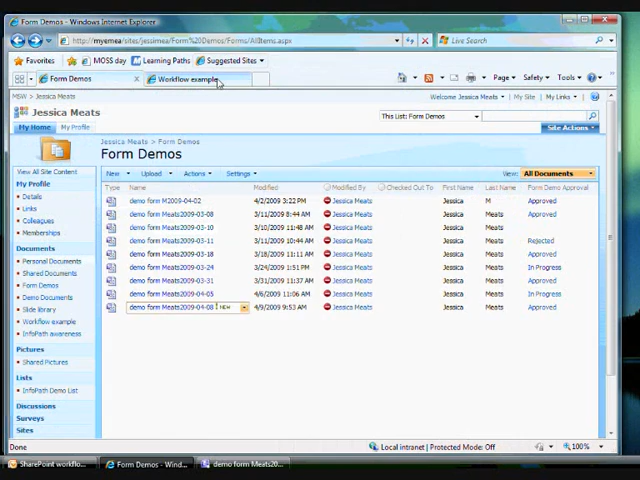 Form Demos - Windows Internet Explorer
http://myemea/sites/jessimea/Form%20Demos/Forms/AllItems.aspx
Live Search
Favorites MOSS day Learning Paths Suggested Sites
Form Demos Workflow example Page Safety Tools
MSW > Jessica Meats Welcome Jessica Meats My Site My Links
Jessica Meats This List: Form Demos
My Home My Profile Site Actions
Jessica Meats > Form Demos
Form Demos
View All Site Content
My Profile
Details
Links
Colleagues
Memberships
Documents
Personal Documents
Shared Documents
Form Demos
Demo Documents
Slide library
Workflow example
InfoPath awareness
Pictures
Shared Pictures
Lists
InfoPath Demo List
Discussions
Surveys
Sites
New Upload Actions Settings View: All Documents
Type Name Modified Modified By Checked Out To First Name Last Name Form Demo Approval
demo form M2009-04-02 4/2/2009 3:22 PM Jessica Meats Jessica M Approved
demo form Meats2009-03-08 3/11/2009 8:44 AM Jessica Meats Jessica Meats Approved
demo form Meats2009-03-10 3/10/2009 11:48 AM Jessica Meats Jessica Meats
demo form Meats2009-03-11 3/11/2009 10:44 AM Jessica Meats Jessica Meats Rejected
demo form Meats2009-03-18 3/18/2009 11:11 AM Jessica Meats Jessica Meats Approved
demo form Meats2009-03-24 3/24/2009 1:51 PM Jessica Meats Jessica Meats In Progress
demo form Meats2009-03-31 3/31/2009 11:02 AM Jessica Meats Jessica Meats Approved
demo form Meats2009-04-05 4/6/2009 11:06 AM Jessica Meats Jessica Meats In Progress
demo form Meats2009-04-08 NEW 4/9/2009 9:53 AM Jessica Meats Jessica Meats Approved
Done Local intranet | Protected Mode: Off 100%
SharePoint workflo... Form Demos - Wind... demo form Meats20...